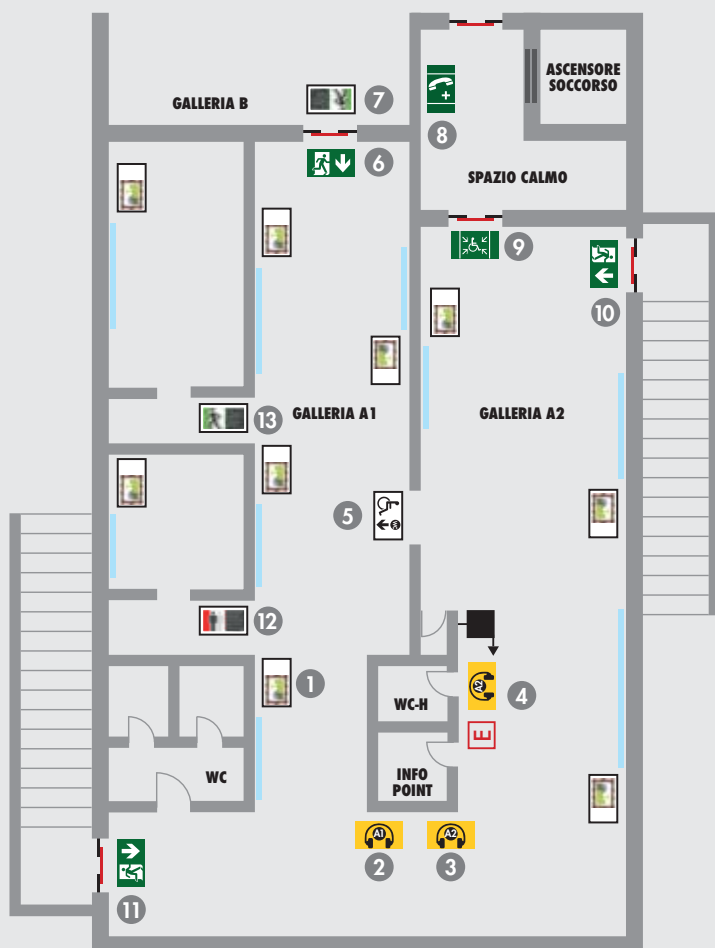 ASCENSORE
SOCCORSO
GALLERIA B
7
8
6
SPAZIO CALMO
9
10
13
GALLERIA A1
GALLERIA A2
5
12
1
A2
4
WC-H
E
WC
INFO
POINT
A1
A2
2
3
11